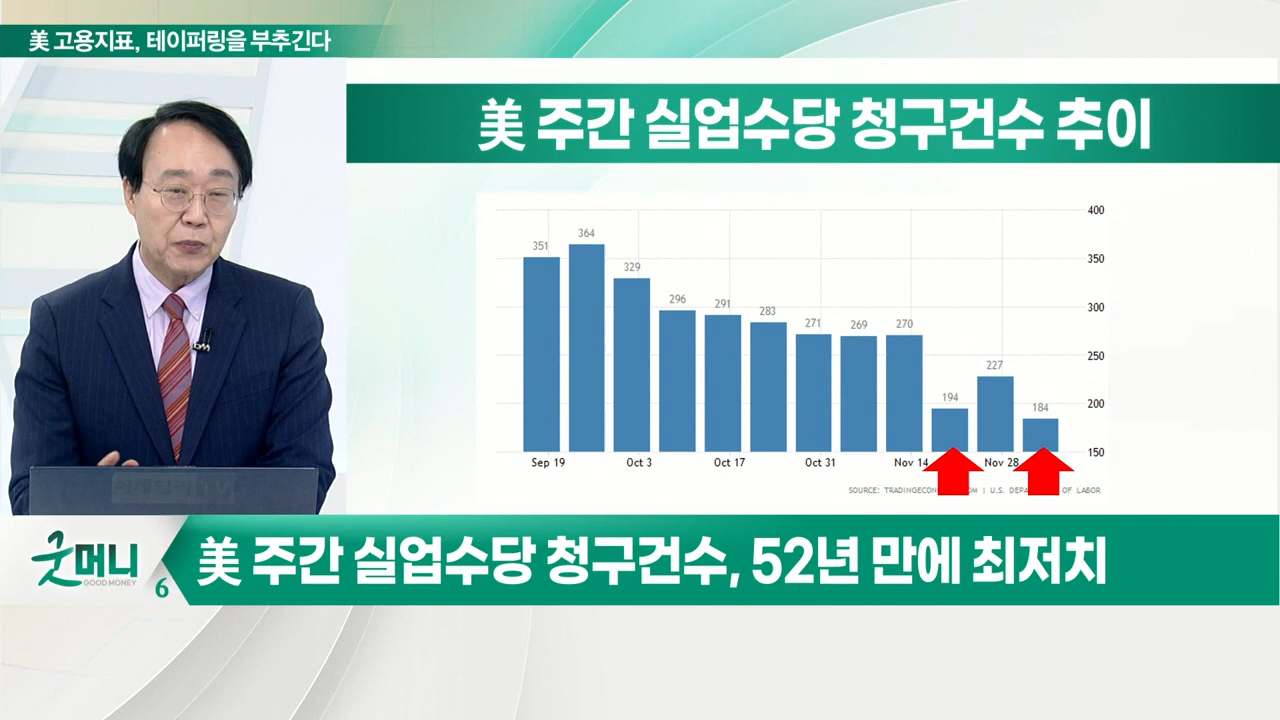 美 고용지표, 테이퍼링을 부추긴다
美 주간 실업수당 청구건수 추이
400
350
300
250
200
150
351
364
329
296
291
283
271
269
270
194
227
184
Sep 19
Oct 3
Oct 17
Oct 31
Nov 14
Nov 28
SOURCE: TRADINGECON OM | U.S. DEPA OF LABOR
굿머니
GOOD MONEY
6
美 주간 실업수당 청구건수, 52년 만에 최저치